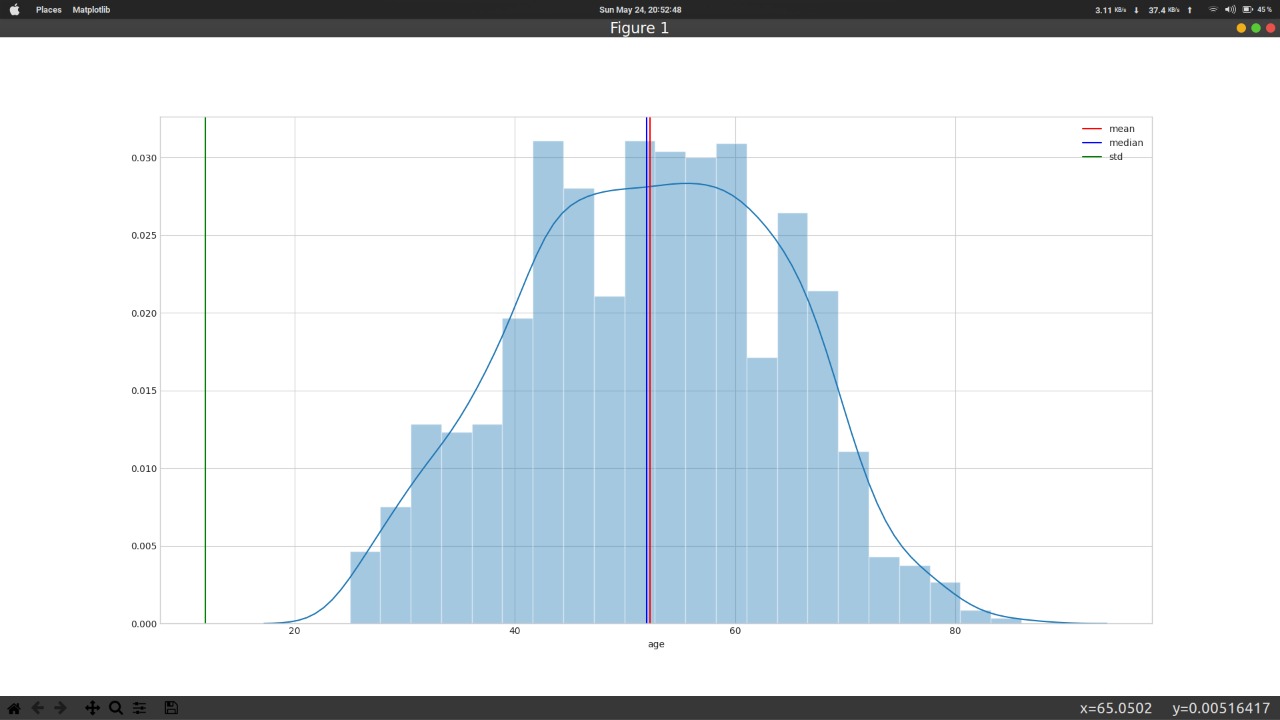 Places Matplotlib Sun May 24, 20:52:48 3.11 KB/s ↓ 37.4 KB/s ↑ 45 %
Figure 1
mean
median
std
0.030
0.025
0.020
0.015
0.010
0.005
0.000
20 40 60 80
age
x=65.0502 y=0.00516417